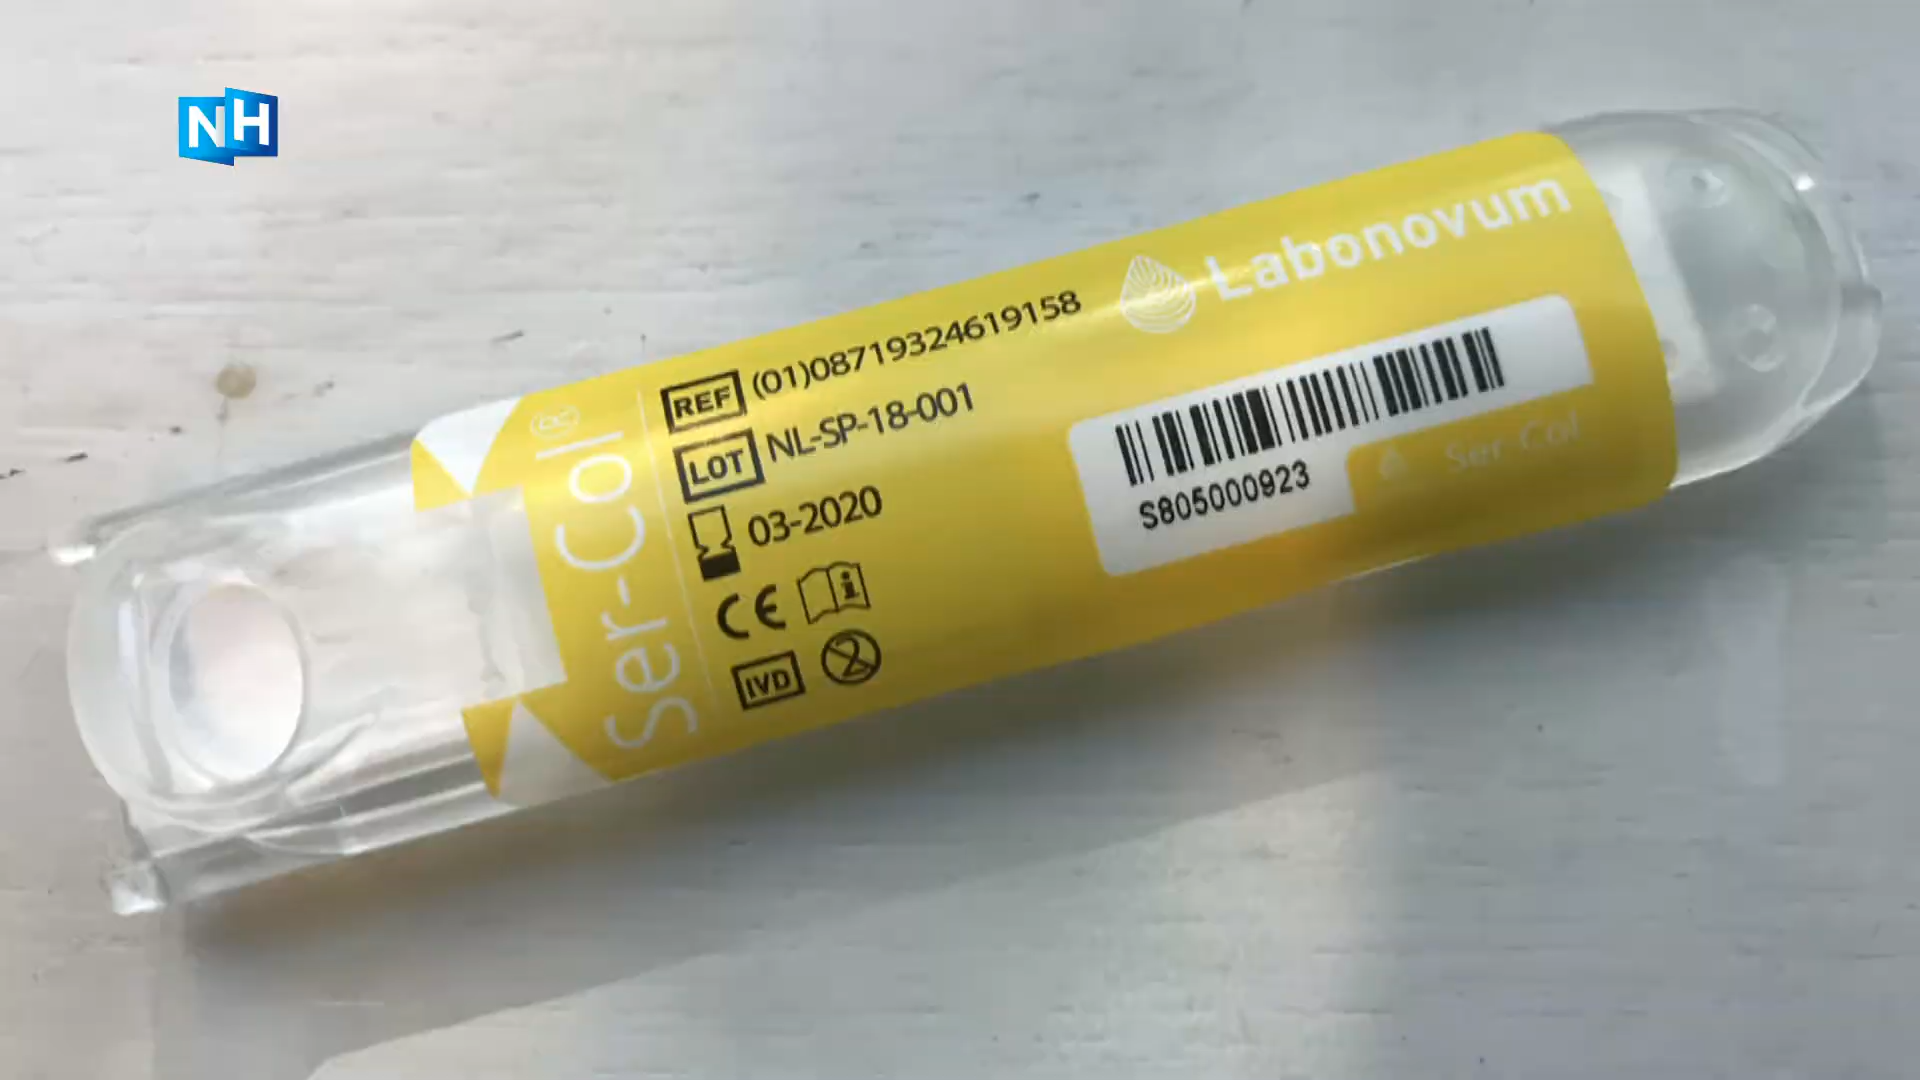 NH
Labonovum
REF (01)08719324619158
LOT NL-SP-18-001
03-2020
CE
IVD
2
Ser-Col®
S805000923
Ser-Col